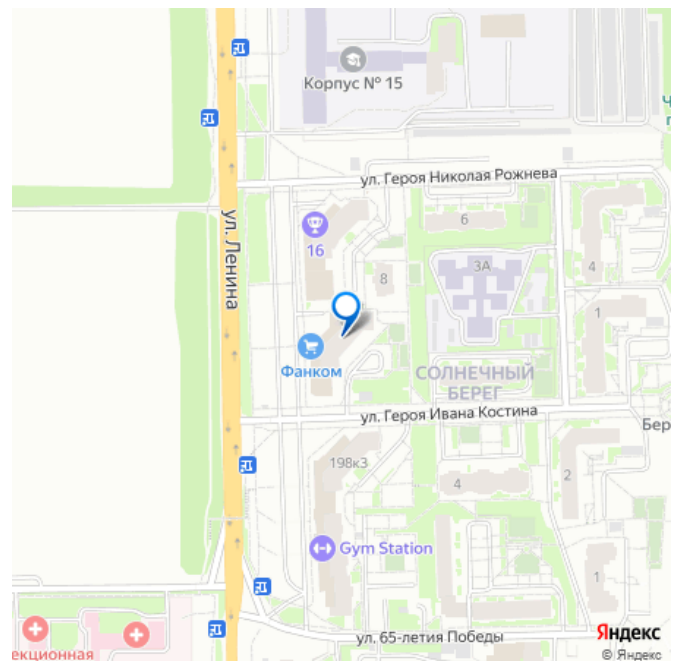 Корпус № 15
ул. Героя Николая Рожнева
6
16
3А
4
8
ул. Ленина
1
Фанком
СОЛНЕЧНЫЙ
БЕРЕГ
ул. Героя Ивана Костина
Бер
198к3
4
2
Gym Station
1
екционная
ул. 65-летия Победы
Яндекс
© Яндекс